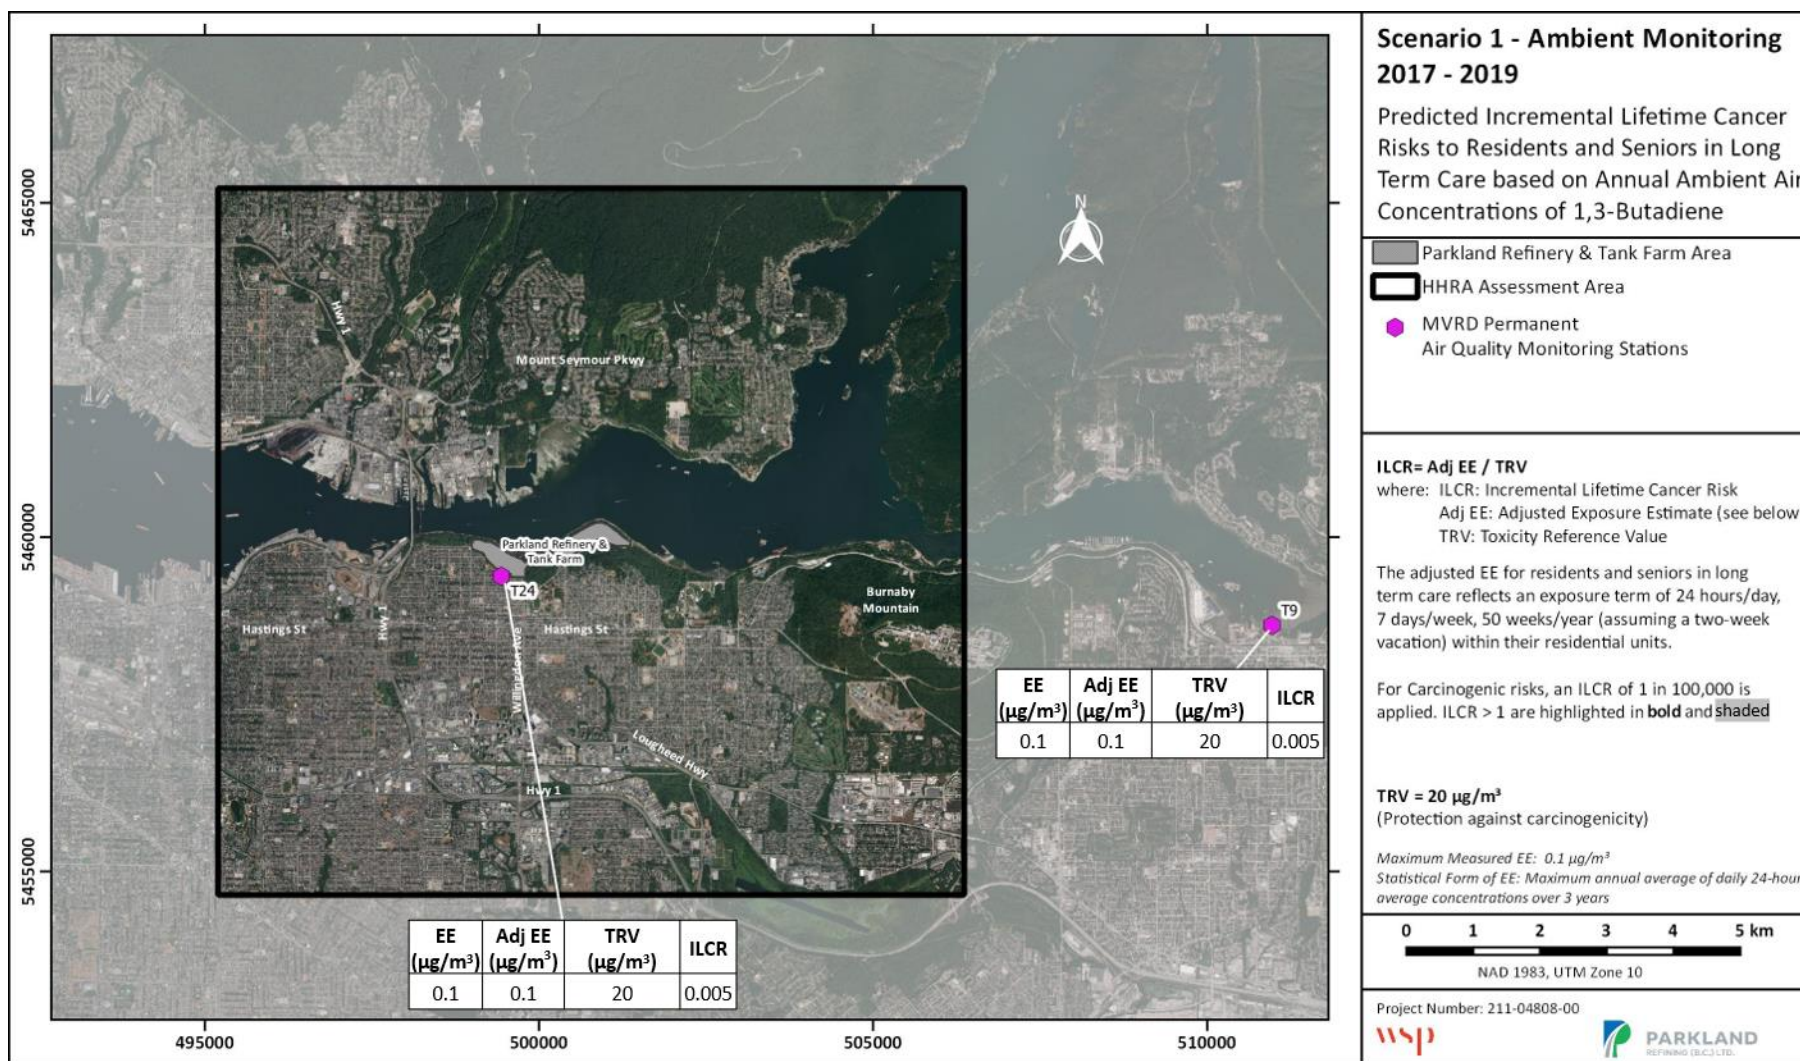 Scenario 1 - Ambient Monitoring
2017 - 2019
Predicted Incremental Lifetime Cancer
Risks to Residents and Seniors in Long
Term Care based on Annual Ambient Air
Concentrations of 1,3-Butadiene
Parkland Refinery & Tank Farm Area
HHRA Assessment Area
MVRD Permanent
Air Quality Monitoring Stations
ILCR= Adj EE / TRV
where: ILCR: Incremental Lifetime Cancer Risk
Adj EE: Adjusted Exposure Estimate (see below
TRV: Toxicity Reference Value
The adjusted EE for residents and seniors in long
term care reflects an exposure term of 24 hours/day,
7 days/week, 50 weeks/year (assuming a two-week
vacation) within their residential units.
For Carcinogenic risks, an ILCR of 1 in 100,000 is
applied. ILCR > 1 are highlighted in bold and shaded
TRV = 20 µg/m³
(Protection against carcinogenicity)
Maximum Measured EE: 0.1 µg/m³
Statistical Form of EE: Maximum annual average of daily 24-hour
average concentrations over 3 years
0 1 2 3 4 5 km
NAD 1983, UTM Zone 10
Project Number: 211-04808-00
wsp
PARKLAND
REFINING (B.C.) LTD.
5465000
5460000
5455000
495000 500000 505000 510000
N
Hwy 1
Mount Seymour Pkwy
Parkland Refinery &
Tank Farm
T24
Burnaby
Mountain
Hastings St
Hwy 1
Hastings St
Willingdon Ave
Lougheed Hwy
Hwy 1
T9
EE (µg/m³) Adj EE (µg/m³) TRV (µg/m³) ILCR
0.1 0.1 20 0.005
EE (µg/m³) Adj EE (µg/m³) TRV (µg/m³) ILCR
0.1 0.1 20 0.005